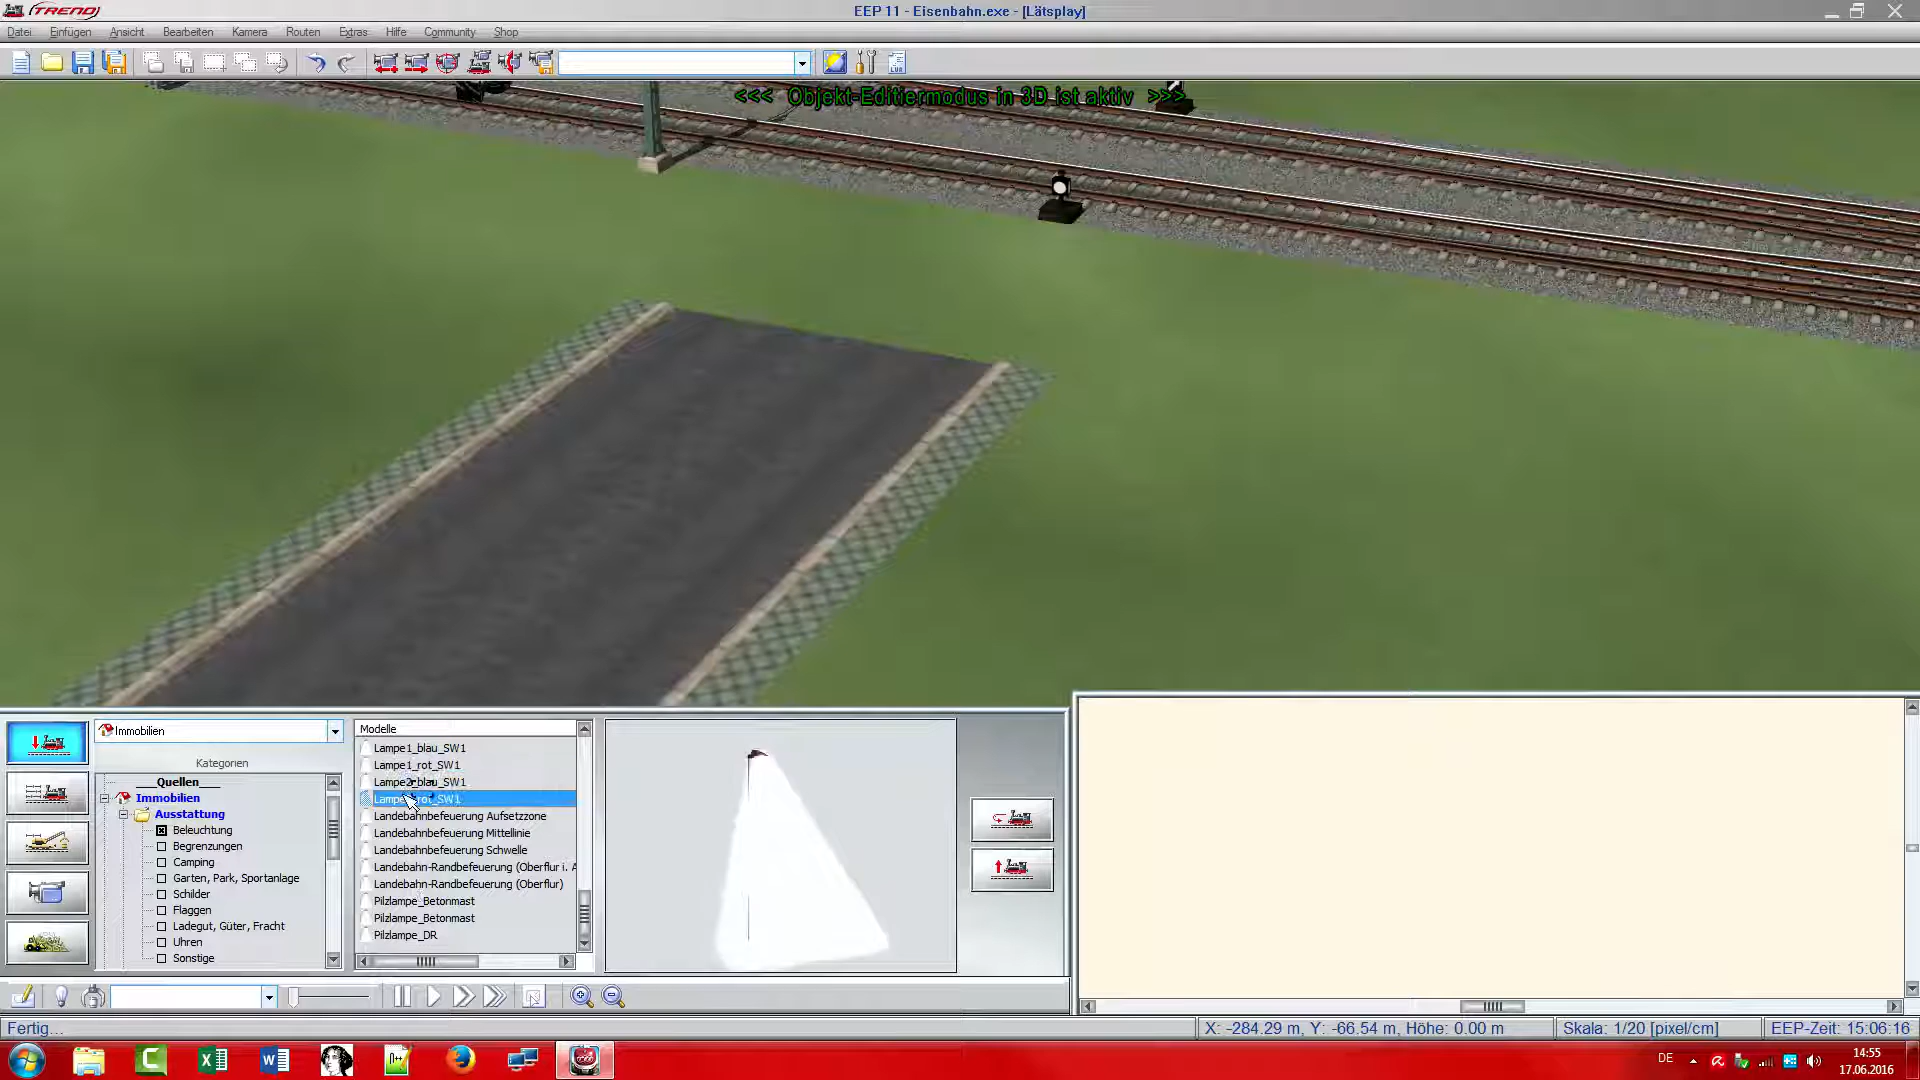 TREND
EEP 11 - Eisenbahn.exe - [Lätsplay]
Datei Einfügen Ansicht Bearbeiten Kamera Routen Extras Hilfe Community Shop
<<< Objekt-Editiermodus in 3D ist aktiv >>>
Immobilien
Kategorien
__Quellen____
Immobilien
Ausstattung
Beleuchtung
Begrenzungen
Camping
Garten, Park, Sportanlage
Schilder
Flaggen
Ladegut, Güter, Fracht
Uhren
Sonstige
Modelle
Lampe1_blau_SW1
Lampe1_rot_SW1
Lampe2_blau_SW1
Landebahnbefeuerung Aufsetzzone
Landebahnbefeuerung Mittellinie
Landebahnbefeuerung Schwelle
Landebahn-Randbefeuerung (Oberflur i. A
Landebahn-Randbefeuerung (Oberflur)
Pilzlampe_Betonmast
Pilzlampe_Betonmast
Pilzlampe_DR
Fertig...
X: -284.29 m, Y: -66.54 m, Höhe: 0.00 m
Skala: 1/20 [pixel/cm]
EEP-Zeit: 15:06:16
DE
14:55
17.06.2016